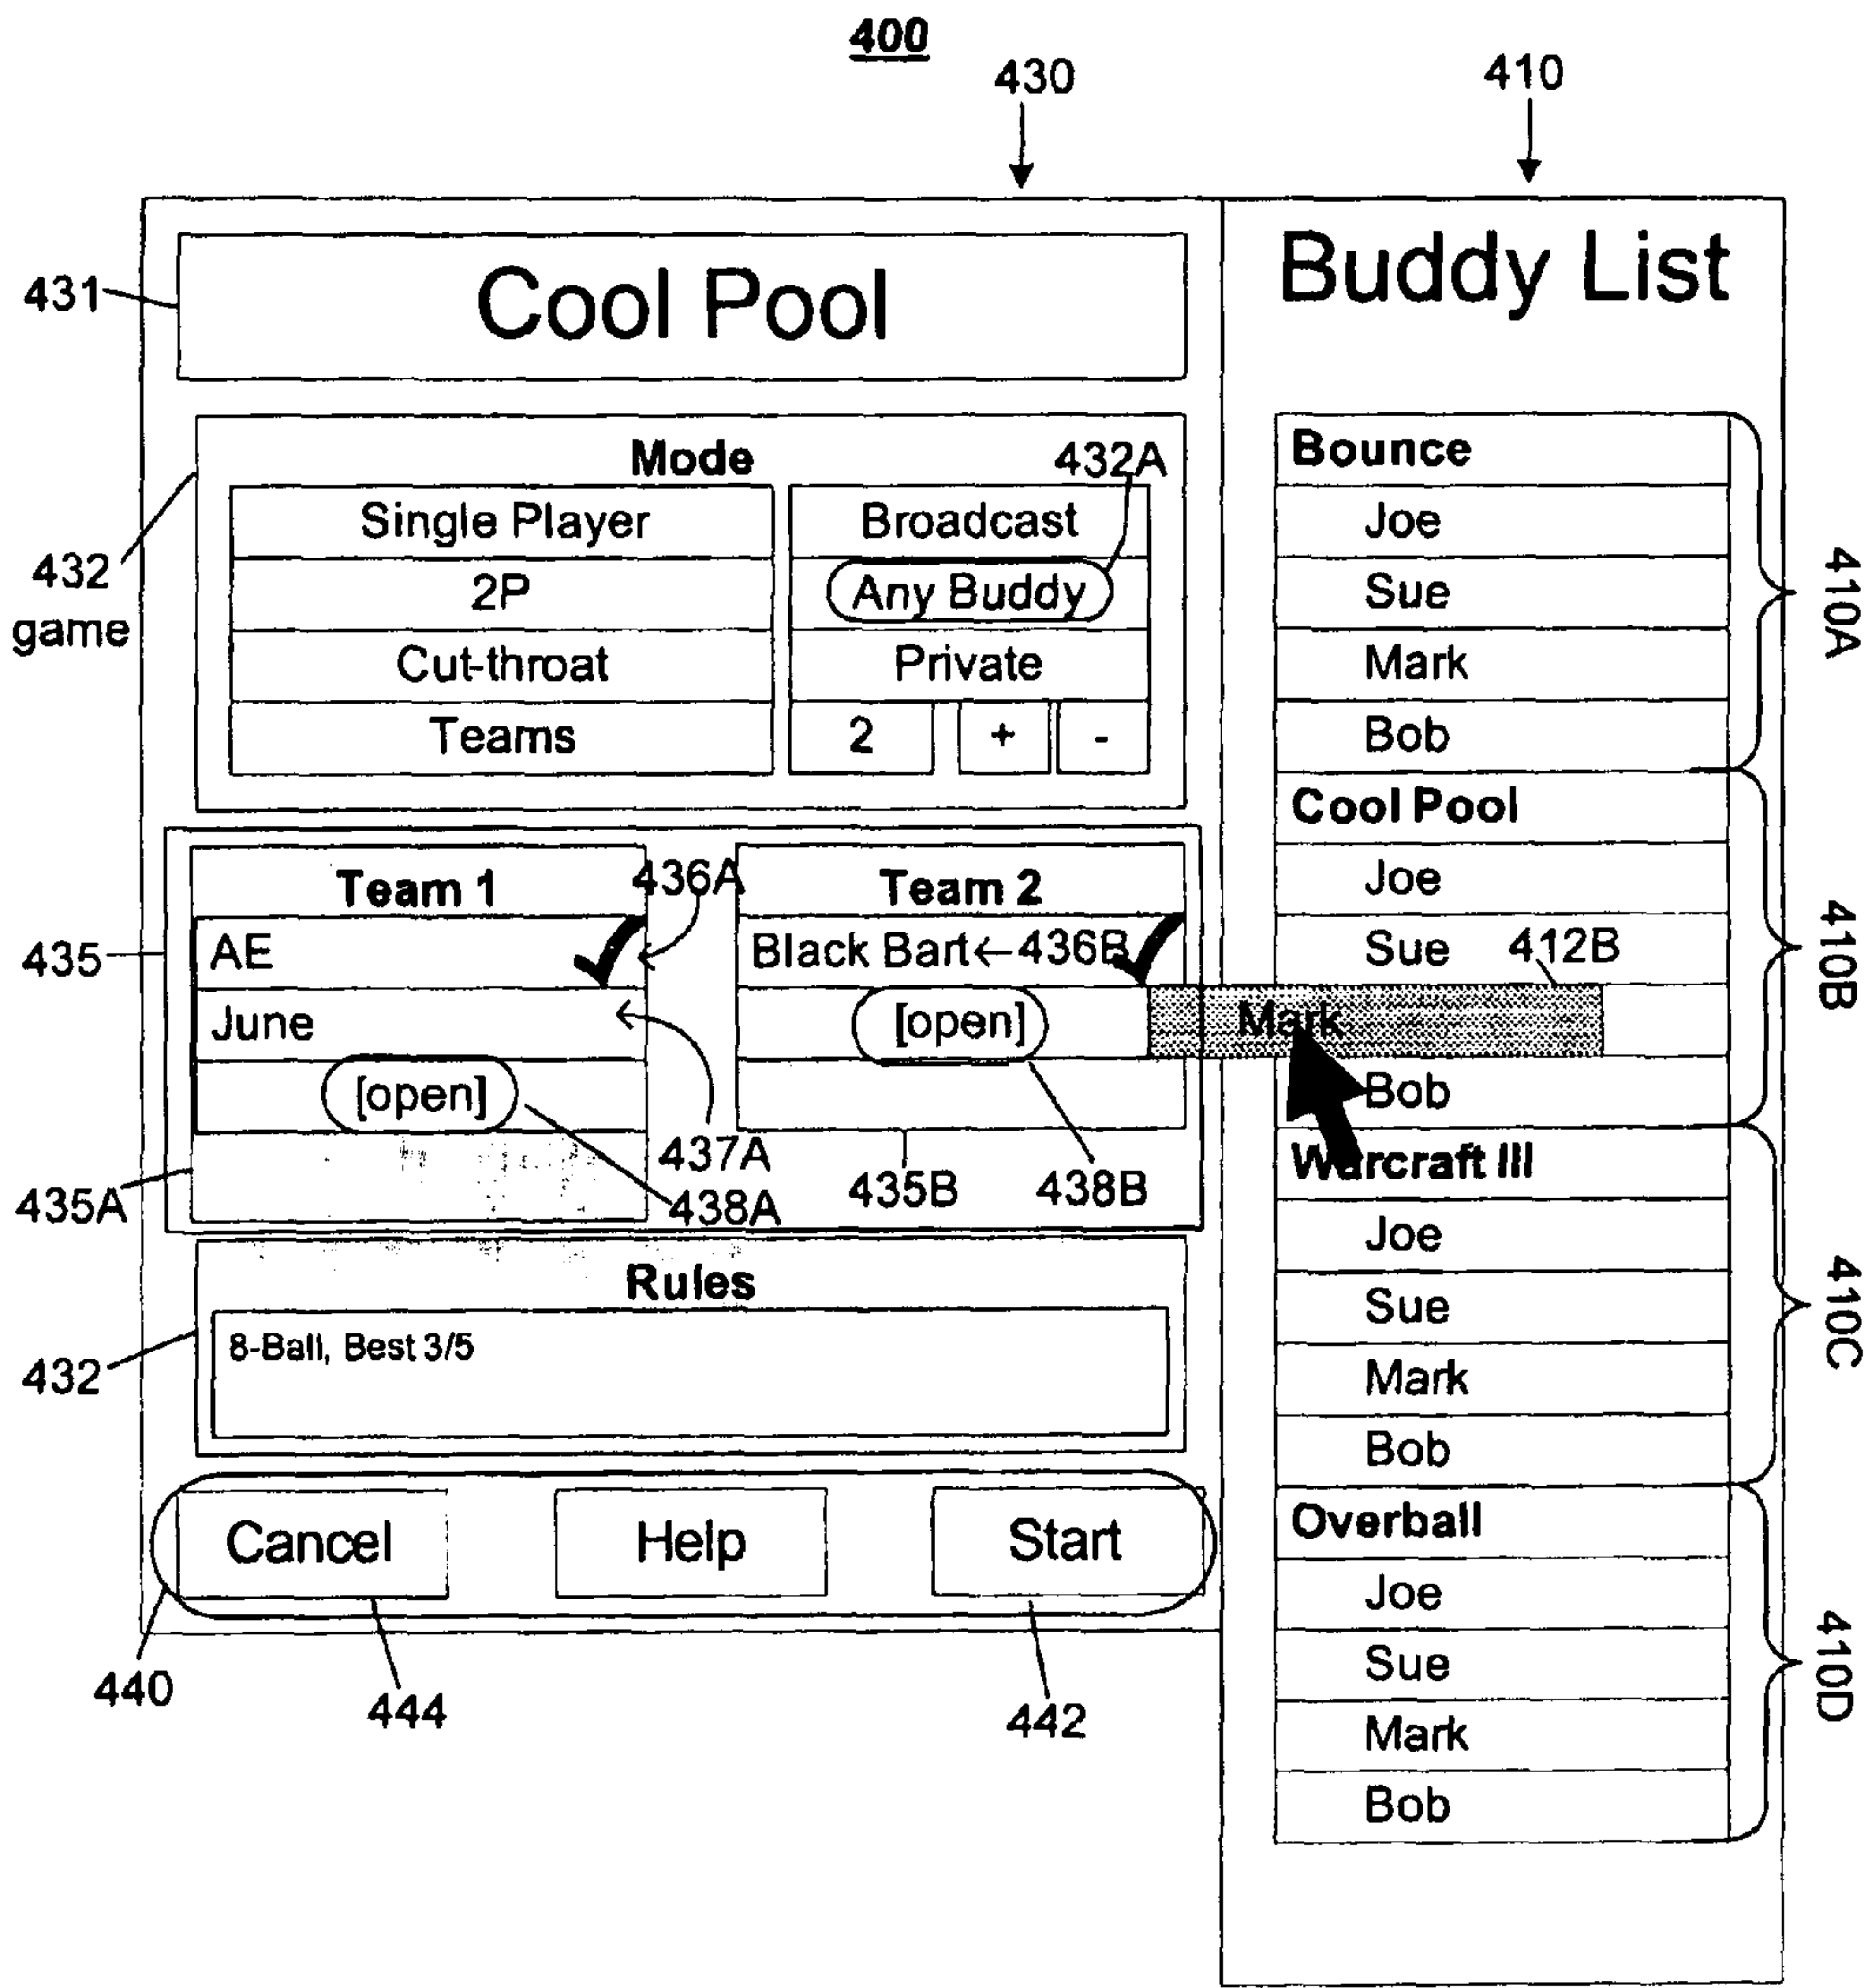 400
430
410
431
Cool Pool
Buddy List
Mode
432A
Single Player
Broadcast
2P
Any Buddy
Cut-throat
Private
Teams
2
+
-
432
game
Team 1
436A
Team 2
435
AE
Black Bart←436B
June
[open]
[open]
437A
435A
438A
435B
438B
Rules
432
8-Ball, Best 3/5
Cancel
Help
Start
440
444
442
Bounce
Joe
Sue
Mark
Bob
410A
Cool Pool
Joe
Sue
412B
Mark
Bob
410B
Warcraft III
Joe
Sue
Mark
Bob
410C
Overball
Joe
Sue
Mark
Bob
410D